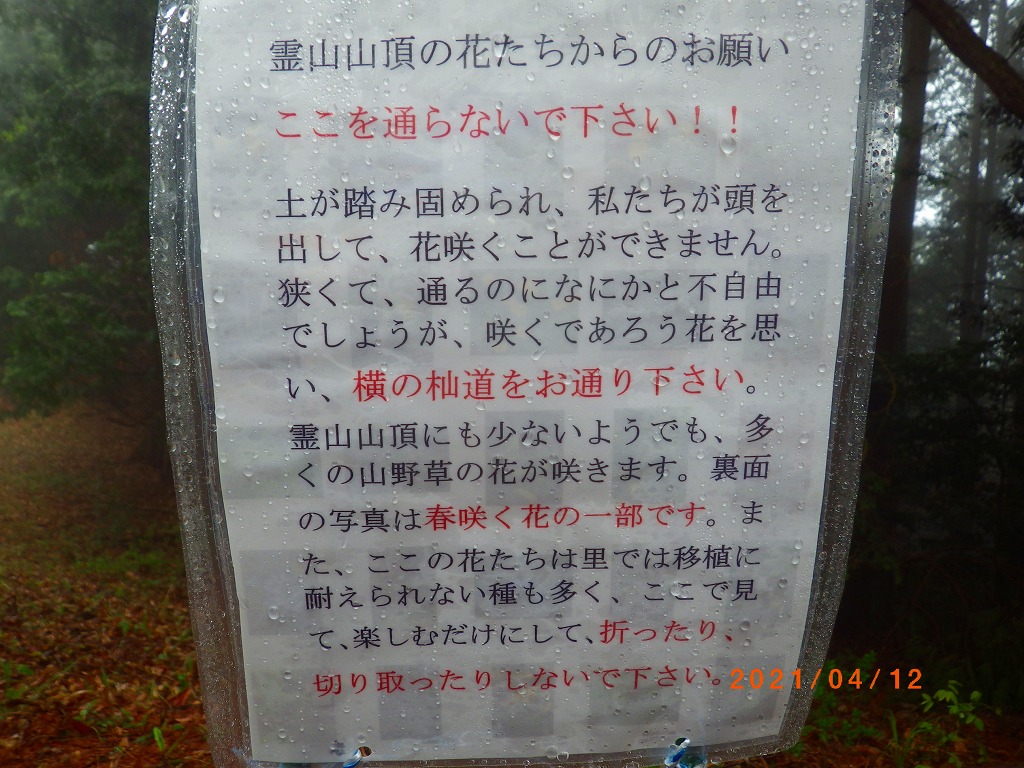 霊山山頂の花たちからのお願い
ここを通らないで下さい！！
土が踏み固められ、私たちが頭を
出して、花咲くことができません。
狭くて、通るのになにかと不自由
でしょうが、咲くであろう花を思
い、横の杣道をお通り下さい。
霊山山頂にも少ないようでも、多
くの山野草の花が咲きます。裏面
の写真は春咲く花の一部です。ま
た、ここの花たちは里では移植に
耐えられない種も多く、ここで見
て、楽しむだけにして、折ったり、
切り取ったりしないで下さい。
2021/04/12